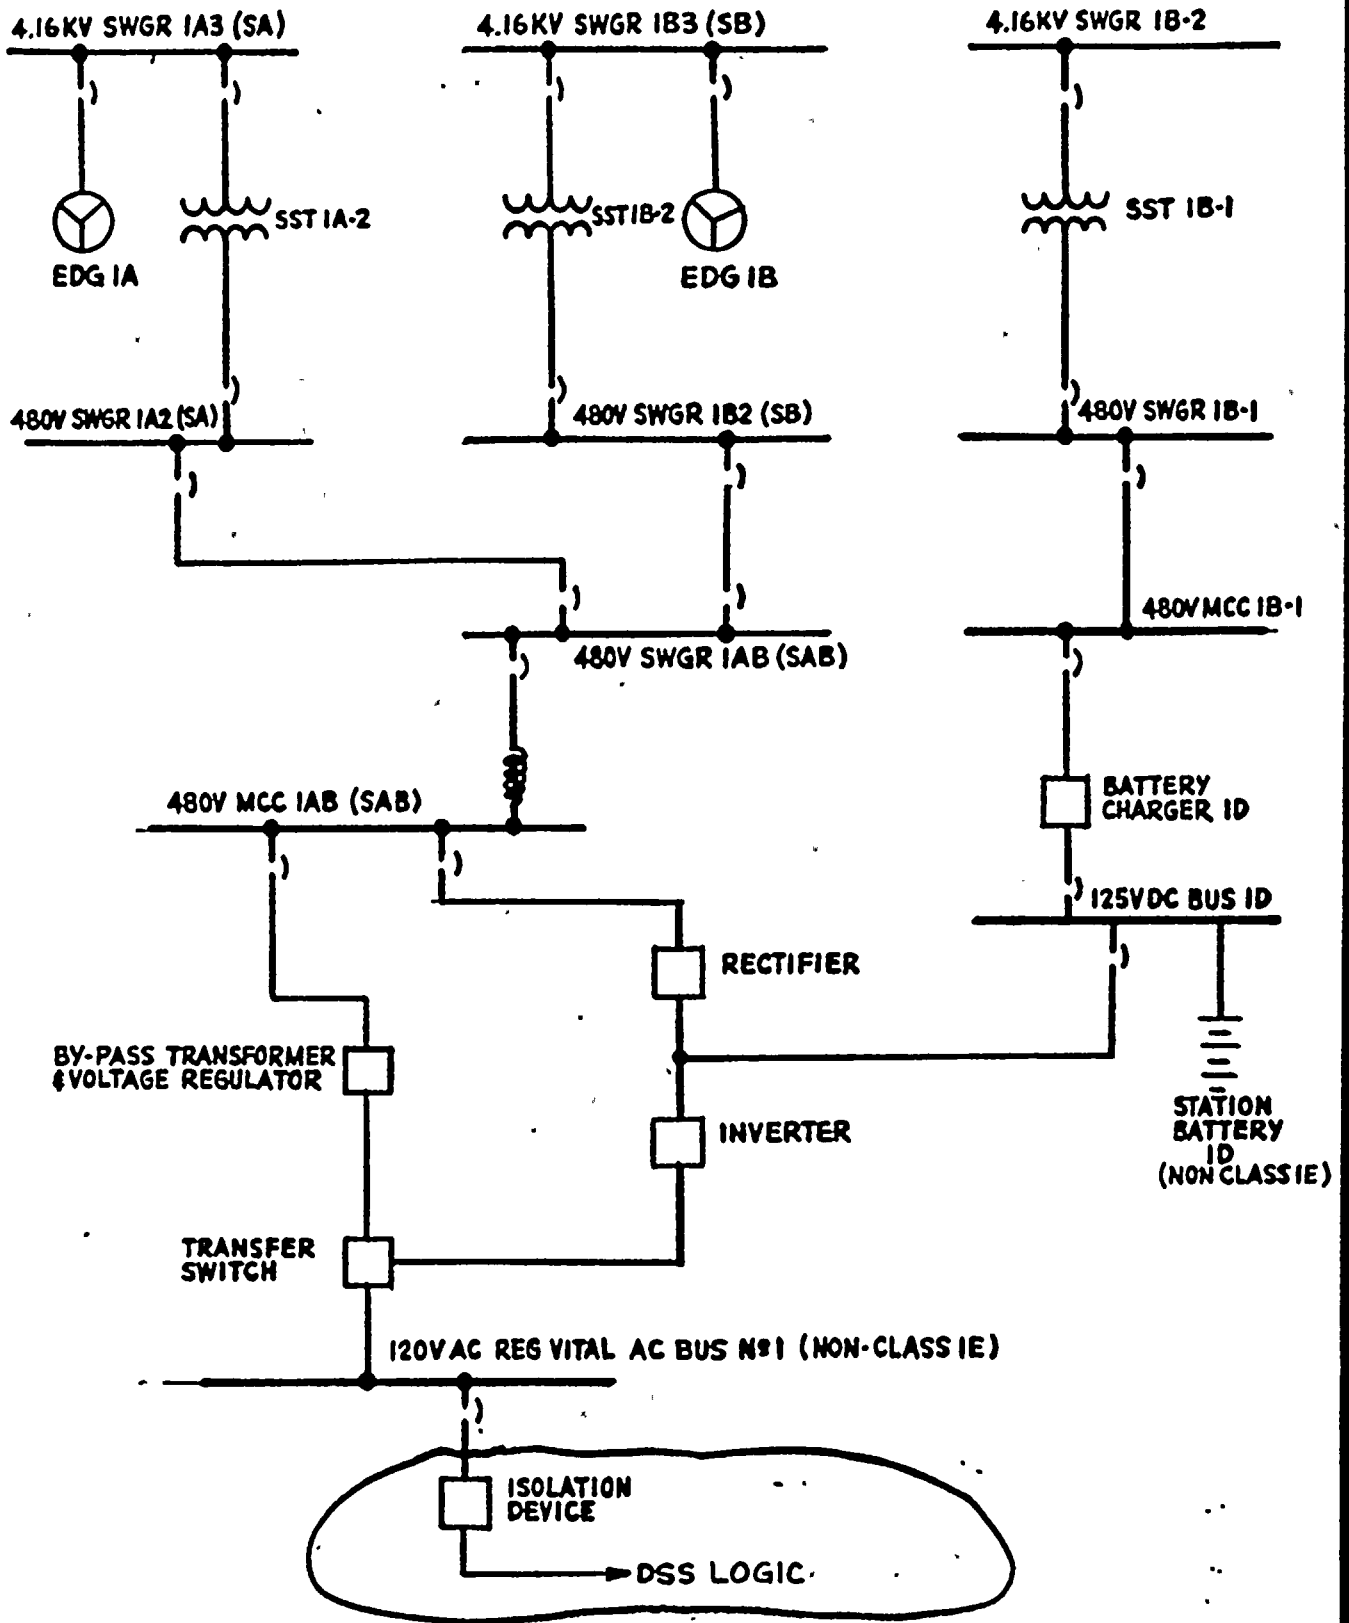 4.16KV SWGR 1A3 (SA)
4.16KV SWGR 1B3 (SB)
4.16KV SWGR 1B-2
SST 1A-2
SST 1B-2
SST 1B-1
EDG 1A
EDG 1B
480V SWGR 1A2 (SA)
480V SWGR 1B2 (SB)
480V SWGR 1B-1
480V MCC 1B-1
480V SWGR 1AB (SAB)
480V MCC 1AB (SAB)
BATTERY
CHARGER 1D
125VDC BUS 1D
RECTIFIER
BY-PASS TRANSFORMER
&VOLTAGE REGULATOR
INVERTER
STATION
BATTERY
1D
(NON CLASS 1E)
TRANSFER
SWITCH
120VAC REG VITAL AC BUS Nº1 (NON-CLASS 1E)
ISOLATION
DEVICE
DSS LOGIC